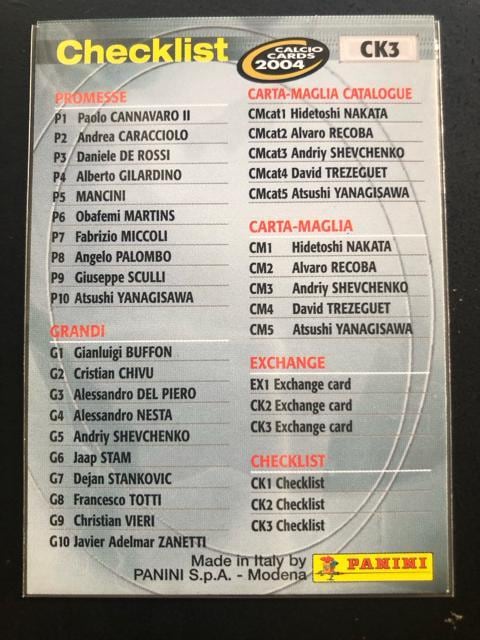 Checklist
CALCIO
CARDS
2004
CK3
PROMESSE
P1 Paolo CANNAVARO II
P2 Andrea CARACCIOLO
P3 Daniele DE ROSSI
P4 Alberto GILARDINO
P5 MANCINI
P6 Obafemi MARTINS
P7 Fabrizio MICCOLI
P8 Angelo PALOMBO
P9 Giuseppe SCULLI
P10 Atsushi YANAGISAWA
GRANDI
G1 Gianluigi BUFFON
G2 Cristian CHIVU
G3 Alessandro DEL PIERO
G4 Alessandro NESTA
G5 Andriy SHEVCHENKO
G6 Jaap STAM
G7 Dejan STANKOVIC
G8 Francesco TOTTI
G9 Christian VIERI
G10 Javier Adelmar ZANETTI
CARTA-MAGLIA CATALOGUE
CMcat1 Hidetoshi NAKATA
CMcat2 Alvaro RECOBA
CMcat3 Andriy SHEVCHENKO
CMcat4 David TREZEGUET
CMcat5 Atsushi YANAGISAWA
CARTA-MAGLIA
CM1 Hidetoshi NAKATA
CM2 Alvaro RECOBA
CM3 Andriy SHEVCHENKO
CM4 David TREZEGUET
CM5 Atsushi YANAGISAWA
EXCHANGE
EX1 Exchange card
CK2 Exchange card
CK3 Exchange card
CHECKLIST
CK1 Checklist
CK2 Checklist
CK3 Checklist
Made in Italy by
PANINI S.p.A. - Modena
PANINI